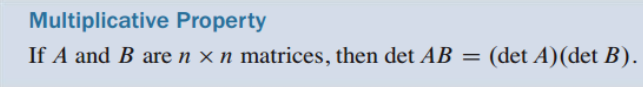 Multiplicative Property
If A and B are n × n matrices, then det AB = (det A)(det B).